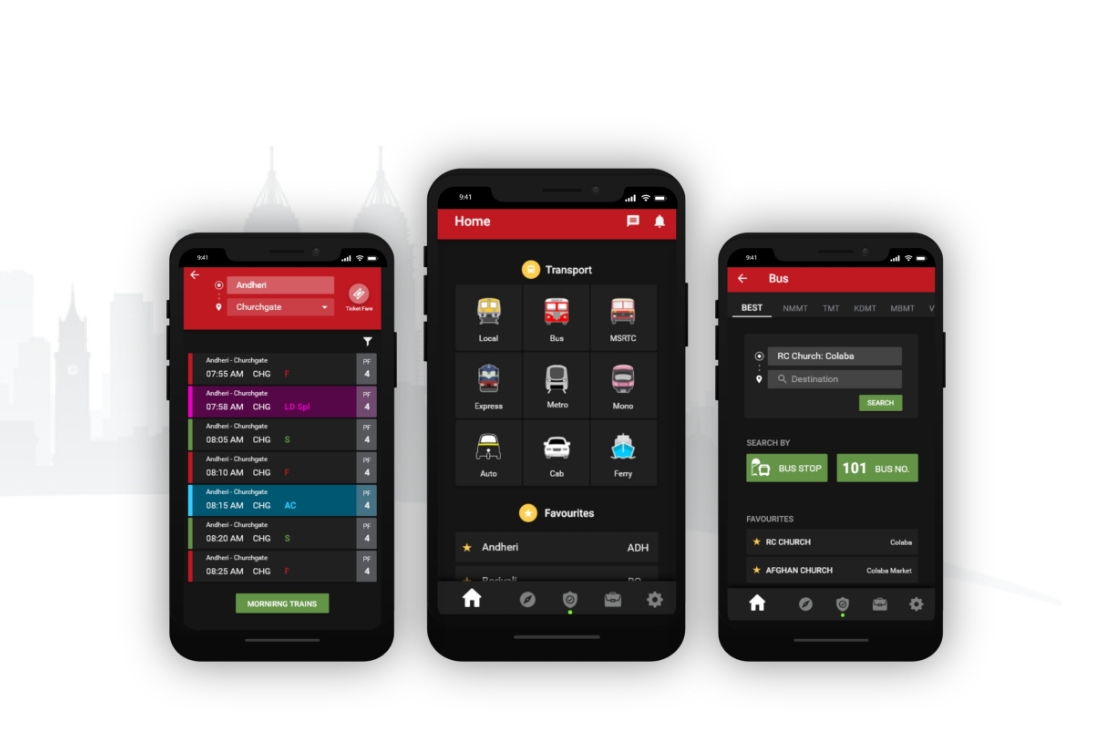 9:41
Andheri
Churchgate
Ticket Fare
Andheri - Churchgate PF
07:55 AM CHG F 4
Andheri - Churchgate PF
07:58 AM CHG LD Spl 4
Andheri - Churchgate PF
08:05 AM CHG S 4
Andheri - Churchgate PF
08:10 AM CHG F 4
Andheri - Churchgate PF
08:15 AM CHG AC 4
Andheri - Churchgate PF
08:20 AM CHG S 4
Andheri - Churchgate PF
08:25 AM CHG F 4
MORNIRNG TRAINS
9:41
Home
Transport
Local Bus MSRTC
Express Metro Mono
Auto Cab Ferry
Favourites
Andheri ADH
9:41
Bus
BEST NMMT TMT KDMT MBMT V
RC Church: Colaba
Destination
SEARCH
SEARCH BY
BUS STOP 101 BUS NO.
FAVOURITES
RC CHURCH Colaba
AFGHAN CHURCH Colaba Market